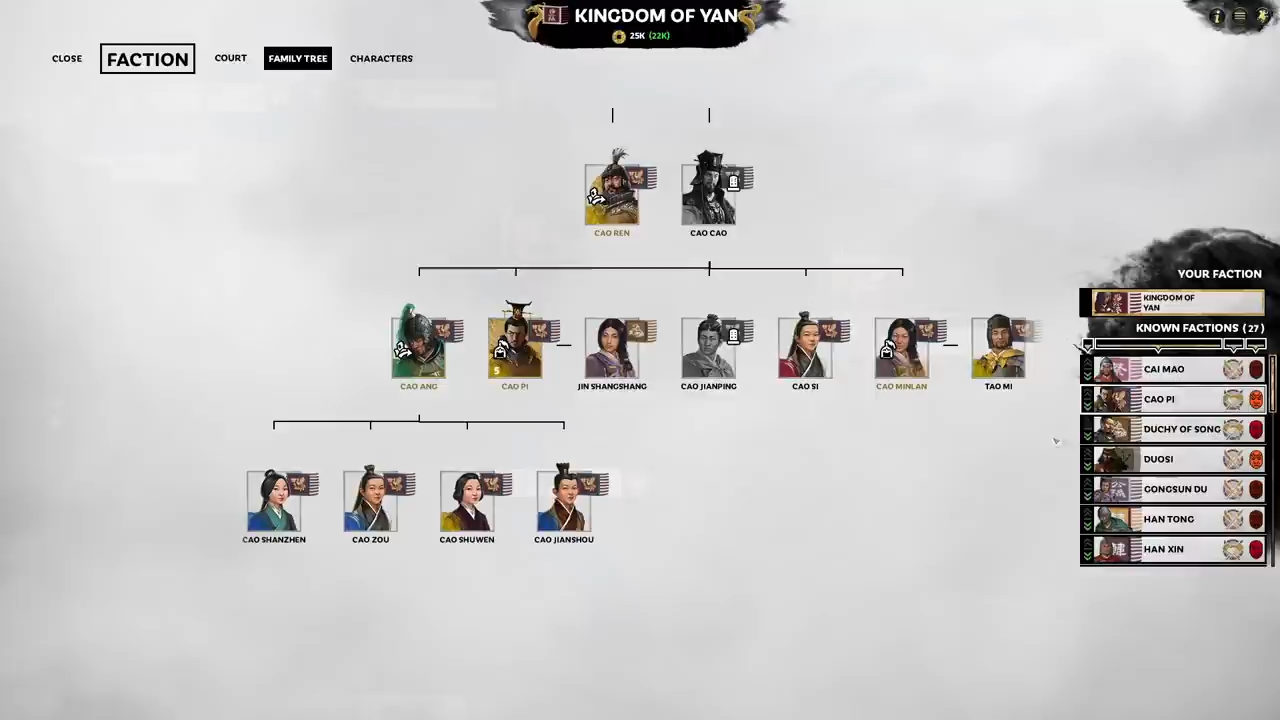 KINGDOM OF YAN
25K (22K)
CLOSE
FACTION
COURT
FAMILY TREE
CHARACTERS
CAO REN
CAO CAO
YOUR FACTION
KINGDOM OF
YAN
KNOWN FACTIONS (27)
5
CAO ANG
CAO PI
JIN SHANGSHANG
CAO JIANPING
CAO SI
CAO MINLAN
TAO MI
CAI MAO
CAO PI
DUCHY OF SONG
DUOSI
GONGSUN DU
HAN TONG
HAN XIN
CAO SHANZHEN
CAO ZOU
CAO SHUWEN
CAO JIANSHOU